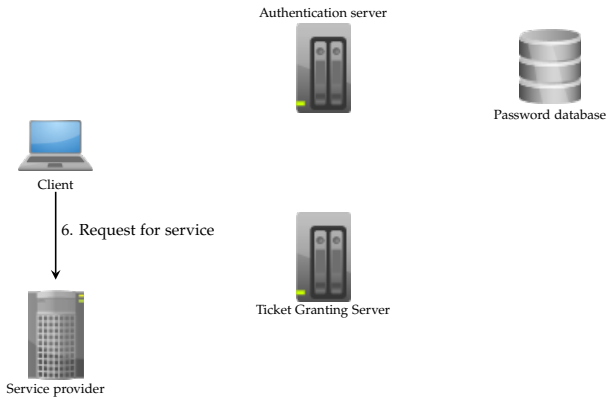 Authentication server
Password database
Client
6. Request for service
Ticket Granting Server
Service provider